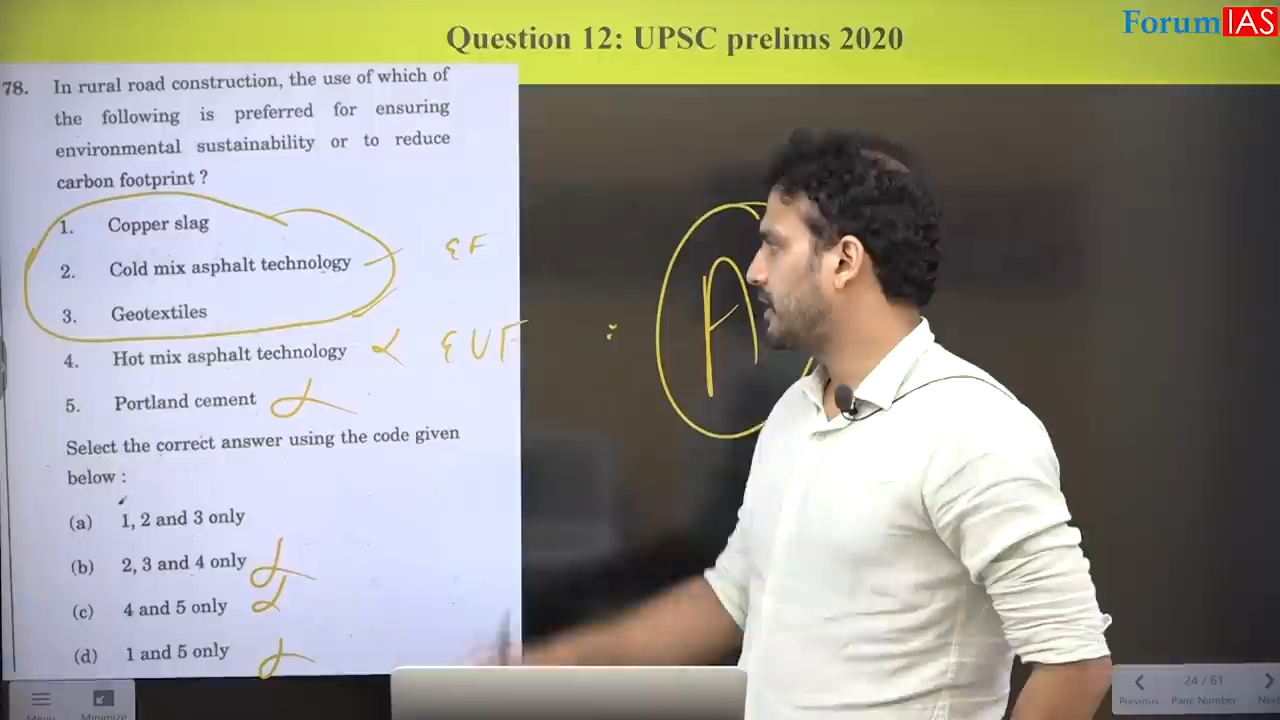 Question 12: UPSC prelims 2020
ForumIAS
78. In rural road construction, the use of which of
the following is preferred for ensuring
environmental sustainability or to reduce
carbon footprint ?
1. Copper slag
2. Cold mix asphalt technology
EF
3. Geotextiles
4. Hot mix asphalt technology
EUF
A
5. Portland cement
Select the correct answer using the code given
below :
(a) 1, 2 and 3 only
(b) 2, 3 and 4 only
(c) 4 and 5 only
(d) 1 and 5 only
Menu
Minimize
24 / 61
Previous
Page Number